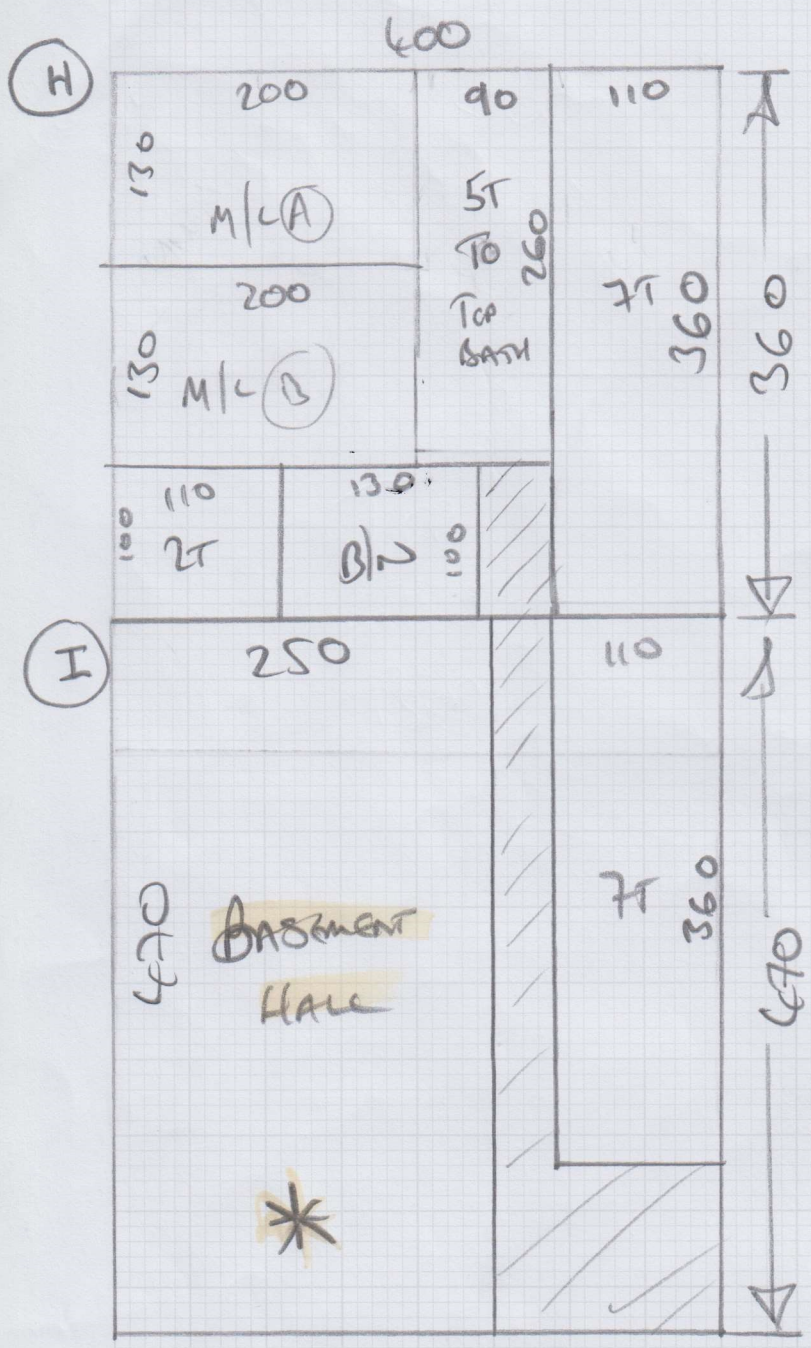 400
H
200
90
110
130
M/L A
5T
TO
TOP
BATH
260
7T
360
360
200
130
M/L B
110
100
2T
130
B/N
100
I
250
110
470
BASEMENT
HALL
7T
360
470
*